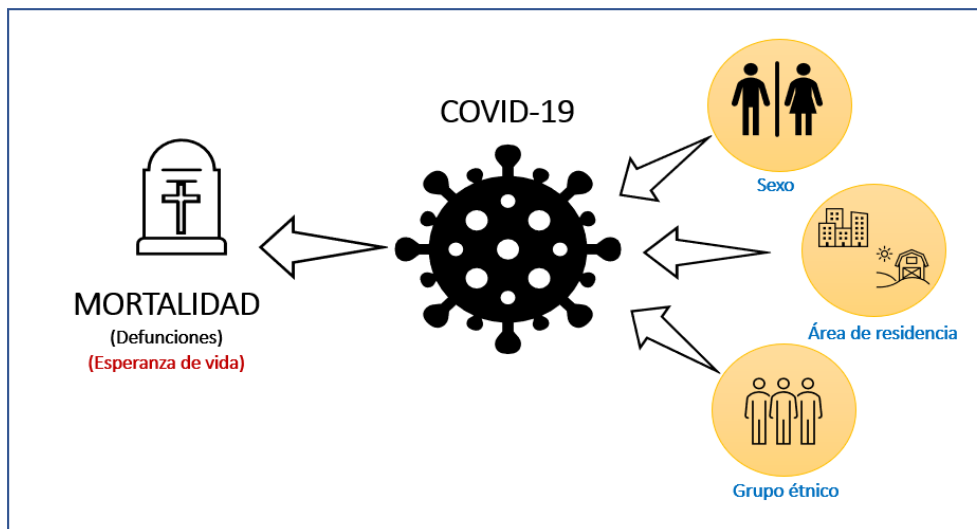 COVID-19
Sexo
MORTALIDAD
(Defunciones)
(Esperanza de vida)
Área de residencia
Grupo étnico